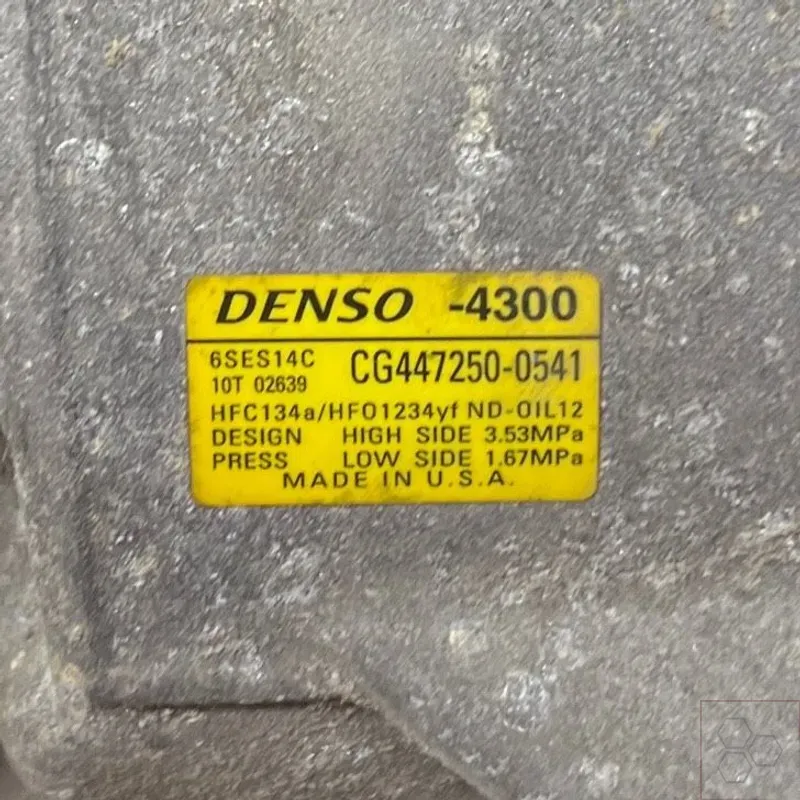 DENSO -4300
6SES14C CG447250-0541
10T 02639
HFC134a/HFO1234yf ND-OIL12
DESIGN HIGH SIDE 3.53MPa
PRESS LOW SIDE 1.67MPa
MADE IN U.S.A.